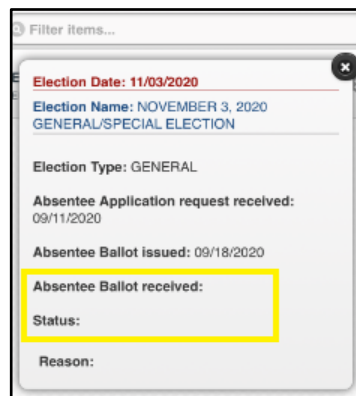 Filter items...
Election Date: 11/03/2020
Election Name: NOVEMBER 3, 2020
GENERAL/SPECIAL ELECTION
Election Type: GENERAL
Absentee Application request received:
09/11/2020
Absentee Ballot issued: 09/18/2020
Absentee Ballot received:
Status:
Reason: